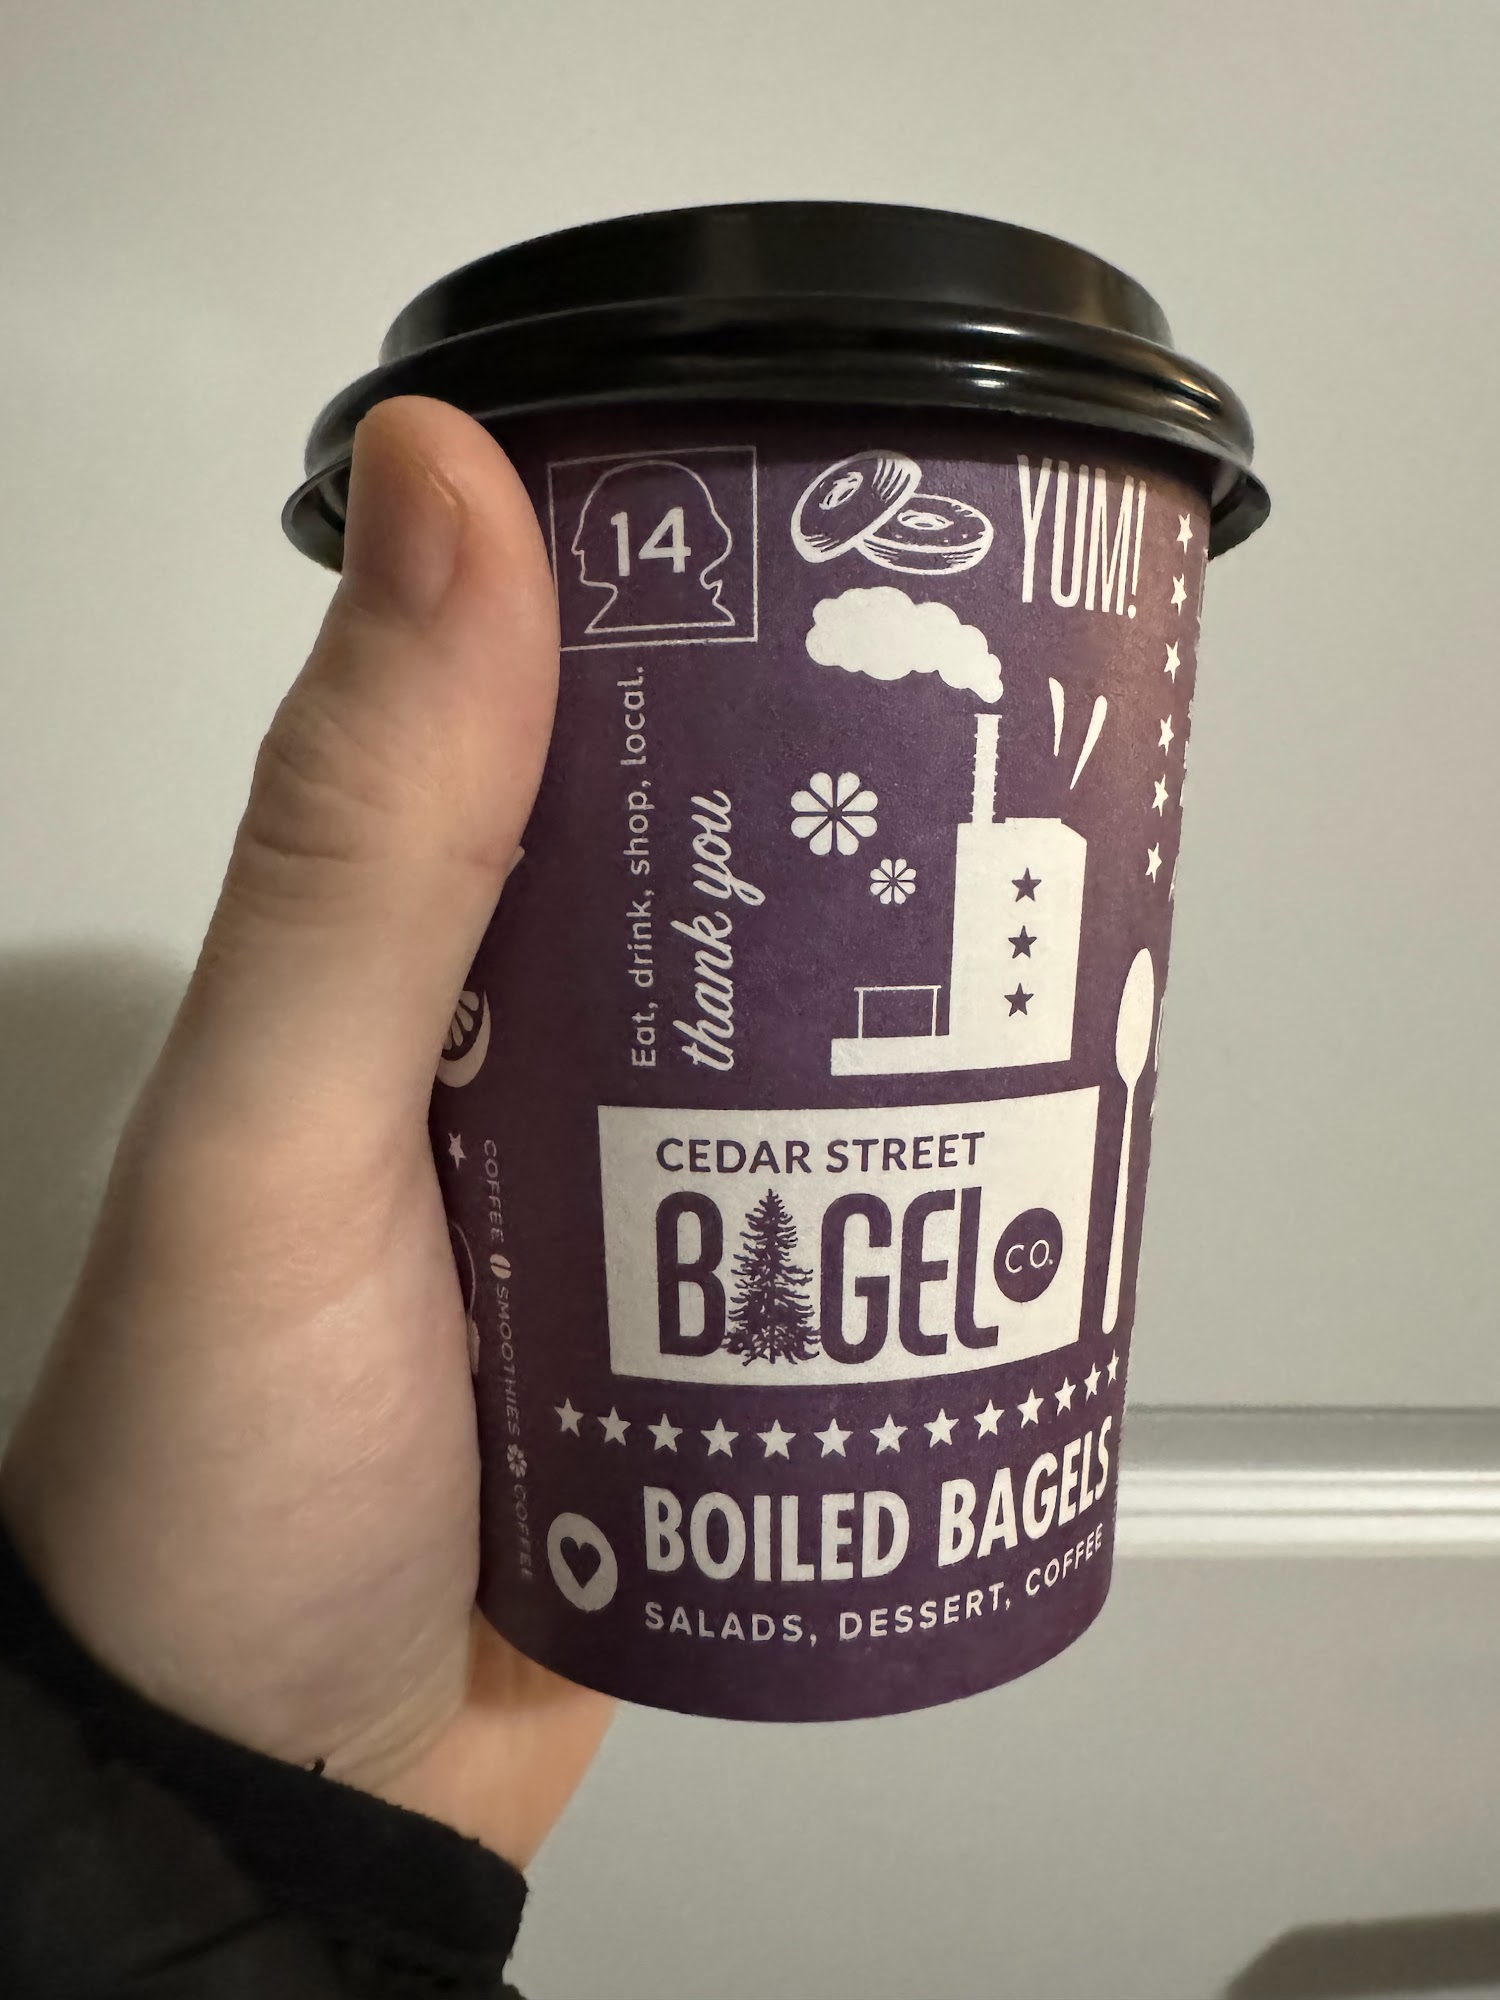 14
YUM!
Eat, drink, shop, local.
thank you
CEDAR STREET
BAGEL CO.
BOILED BAGELS
SALADS, DESSERT, COFFEE
COFFEE SMOOTHIES COFFEE